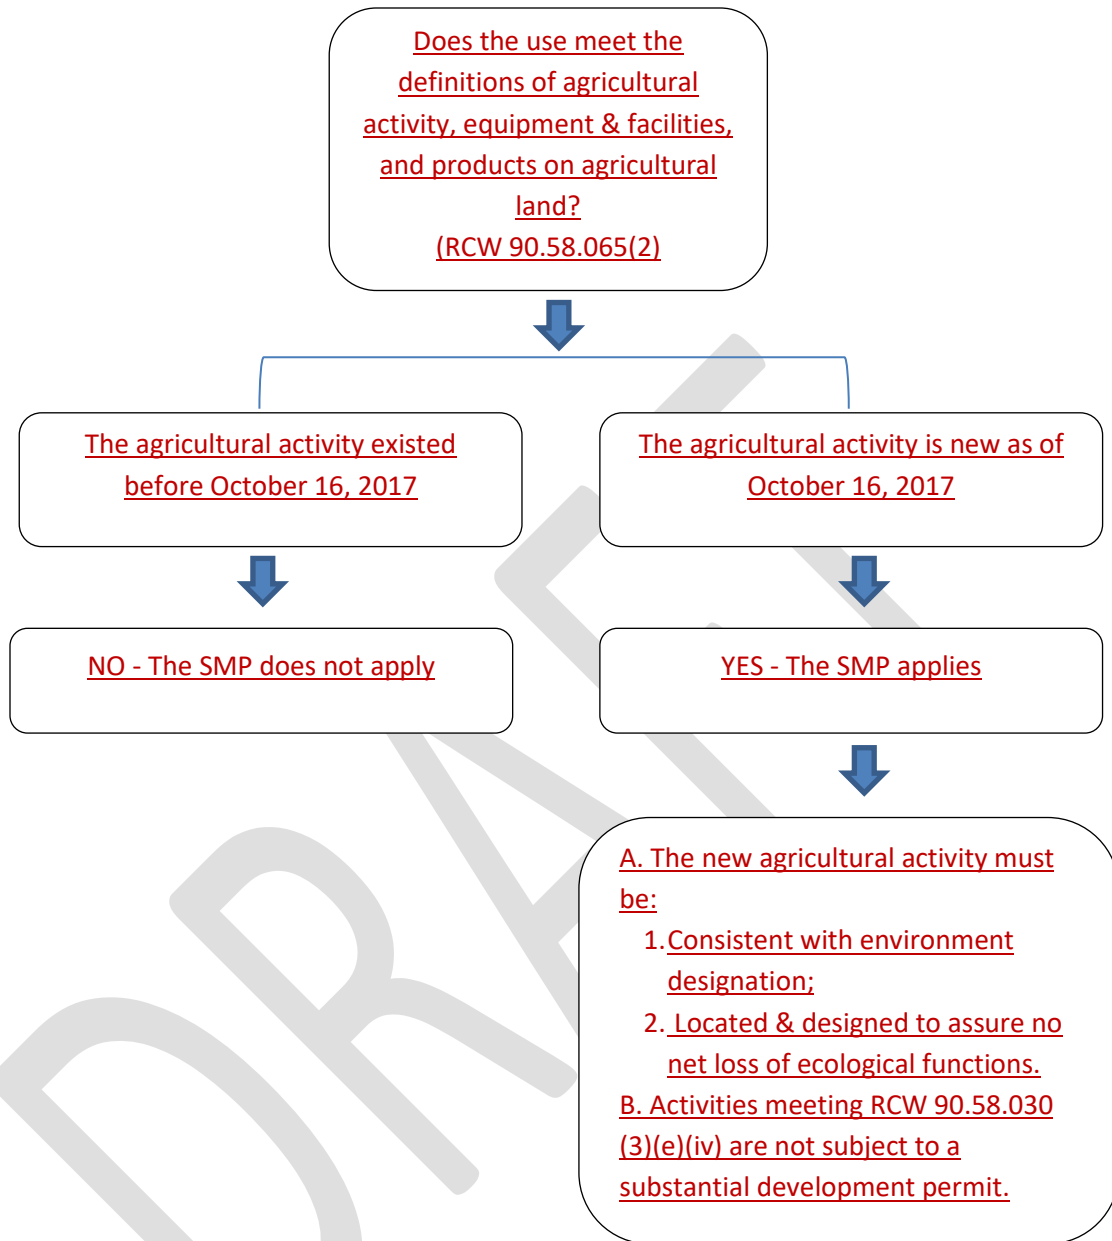 Does the use meet the
definitions of agricultural
activity, equipment & facilities,
and products on agricultural
land?
(RCW 90.58.065(2)
The agricultural activity existed
before October 16, 2017
The agricultural activity is new as of
October 16, 2017
NO - The SMP does not apply
YES - The SMP applies
A. The new agricultural activity must
be:
1. Consistent with environment
designation;
2. Located & designed to assure no
net loss of ecological functions.
B. Activities meeting RCW 90.58.030
(3)(e)(iv) are not subject to a
substantial development permit.
DRAFT